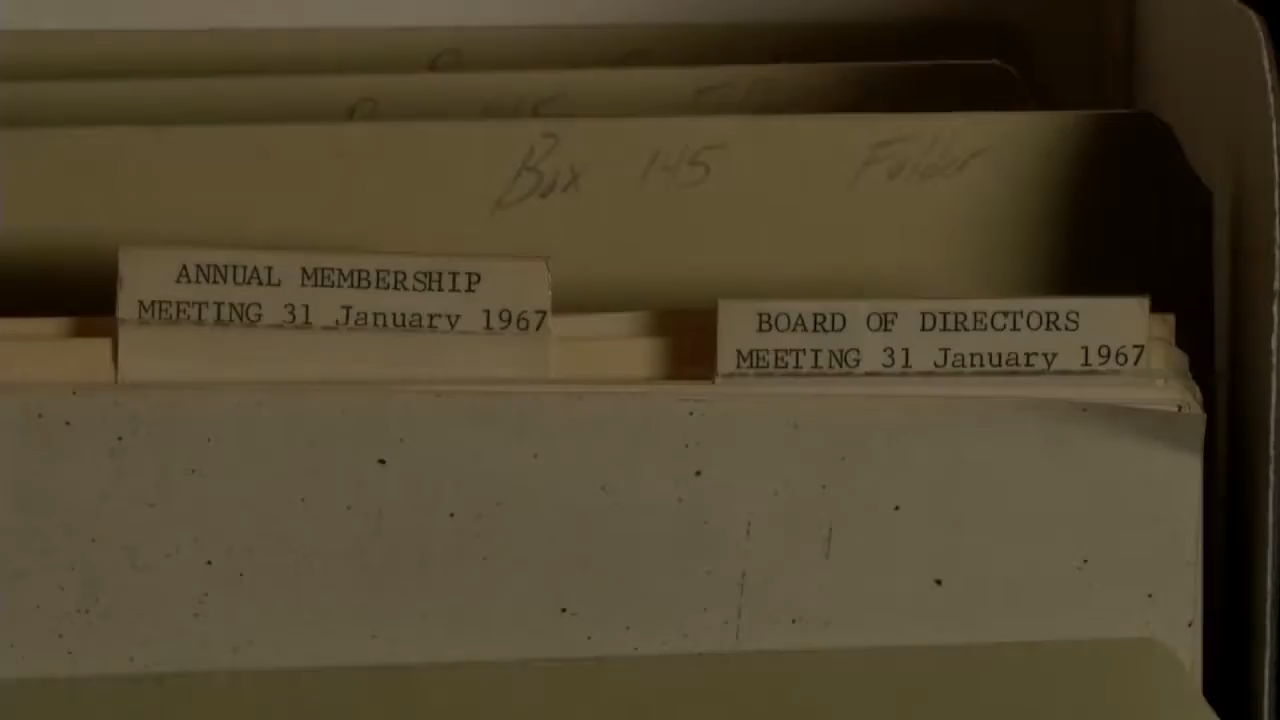 Box 145 Folder
ANNUAL MEMBERSHIP
MEETING 31 January 1967
BOARD OF DIRECTORS
MEETING 31 January 1967